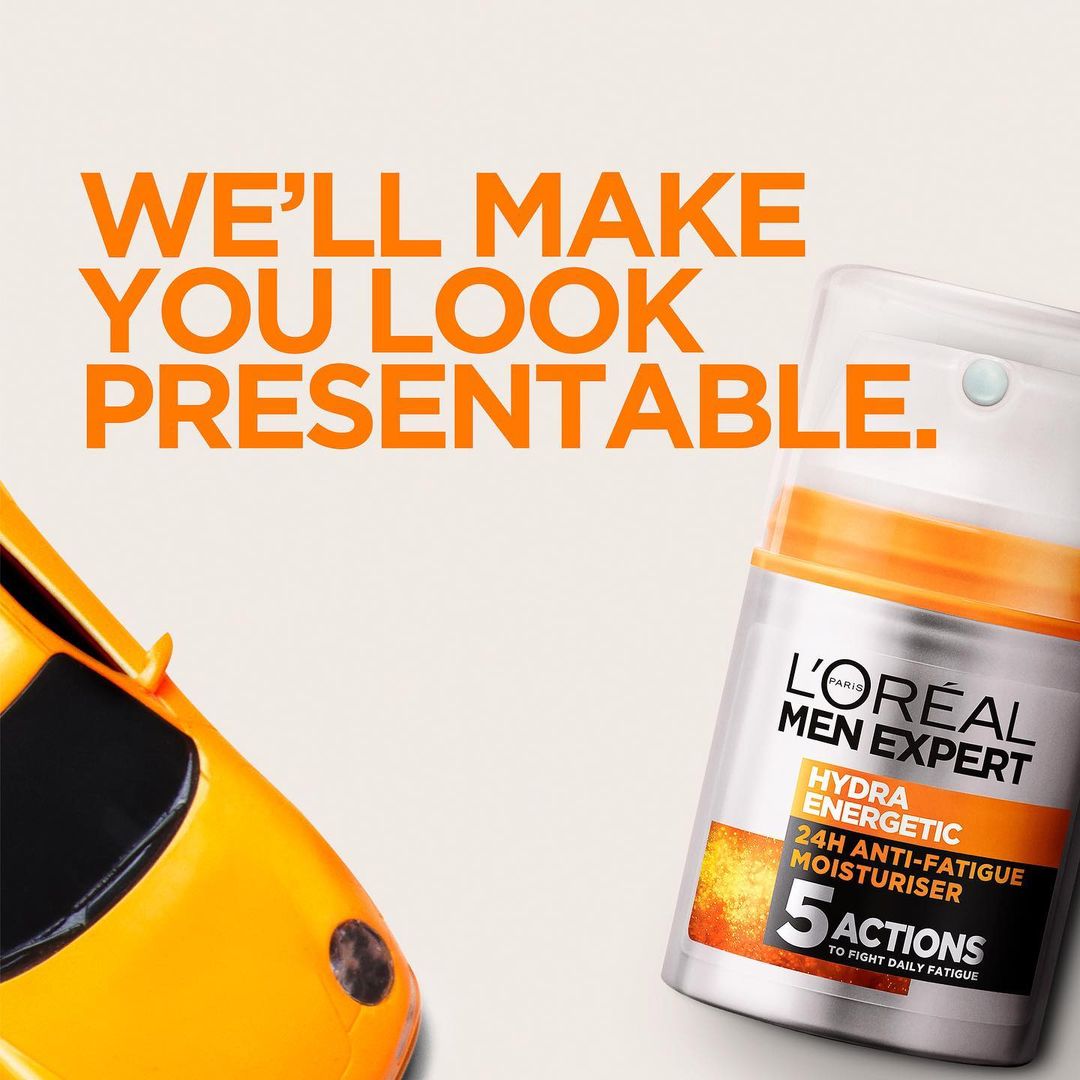 WE'LL MAKE
YOU LOOK
PRESENTABLE.
L'ORÉAL
PARIS
MEN EXPERT
HYDRA
ENERGETIC
24H ANTI-FATIGUE
MOISTURISER
5 ACTIONS
TO FIGHT DAILY FATIGUE